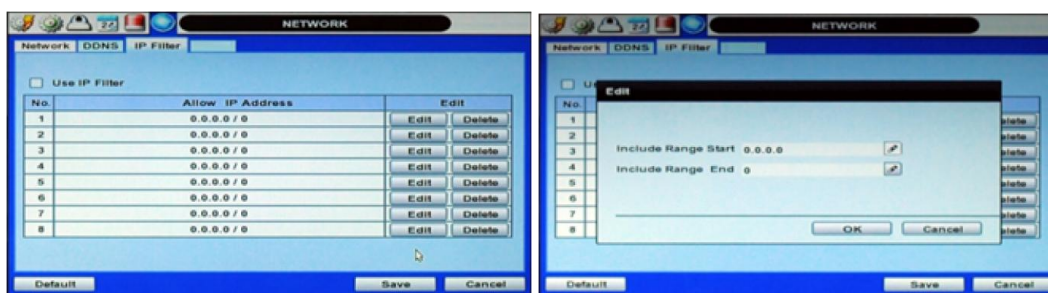 NETWORK
Network DDNS IP Filter
Use IP Filter
No. Allow IP Address Edit
1 0.0.0.0 / 0 Edit Delete
2 0.0.0.0 / 0 Edit Delete
3 0.0.0.0 / 0 Edit Delete
4 0.0.0.0 / 0 Edit Delete
5 0.0.0.0 / 0 Edit Delete
6 0.0.0.0 / 0 Edit Delete
7 0.0.0.0 / 0 Edit Delete
8 0.0.0.0 / 0 Edit Delete
Default Save Cancel
NETWORK
Network DDNS IP Filter
Edit
No.
1
2
3
4
5
6
7
8
Include Range Start 0.0.0.0
Include Range End 0
OK Cancel
Default Save Cancel